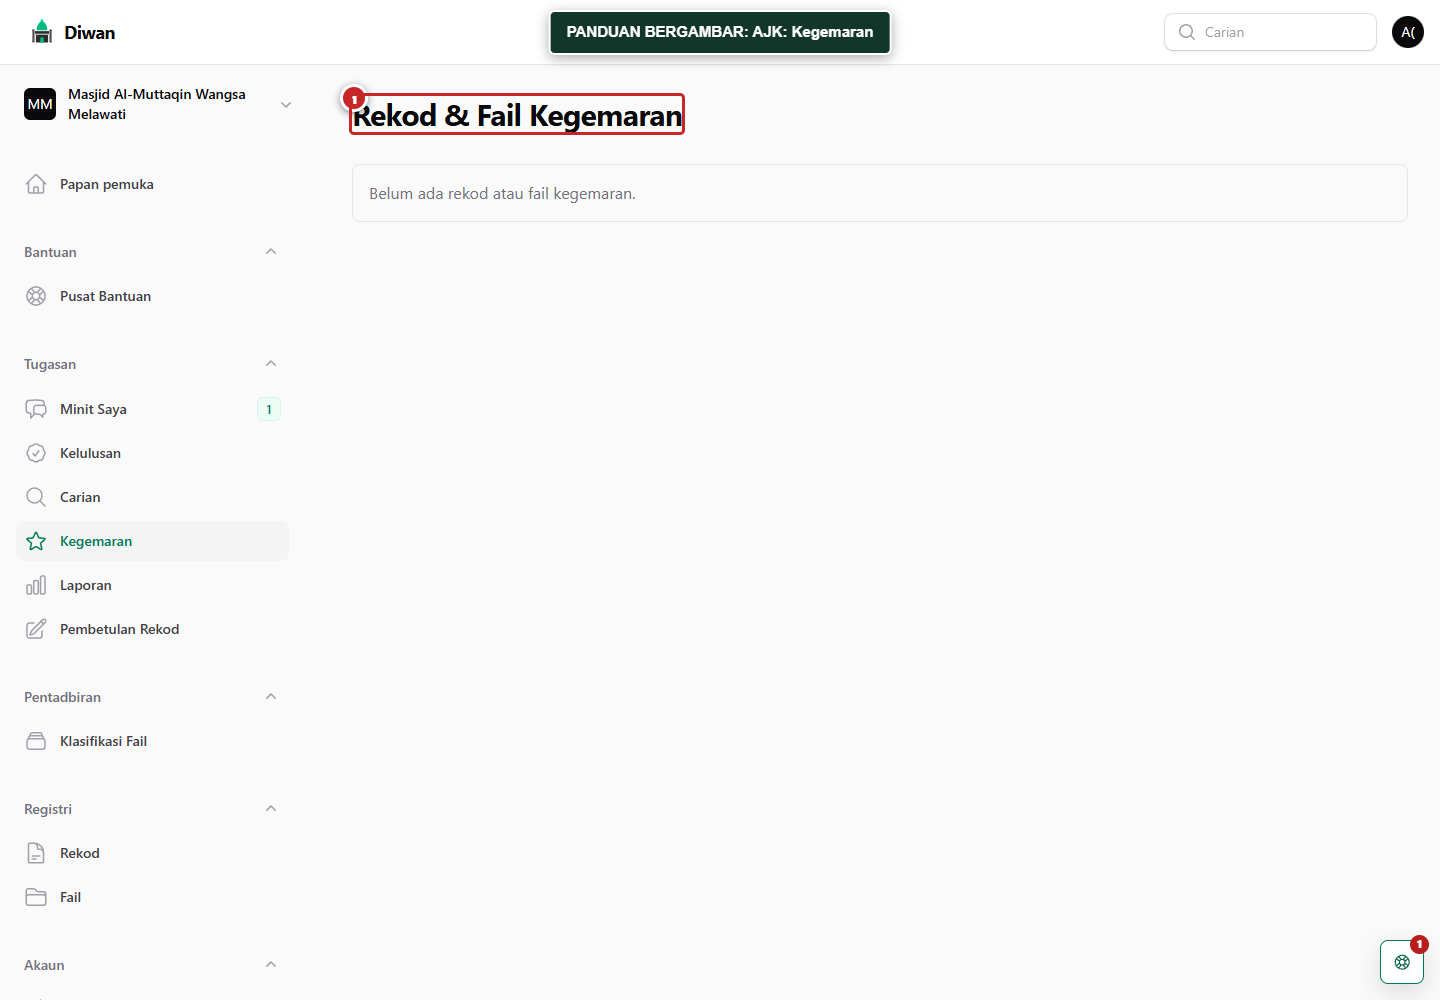 Diwan
PANDUAN BERGAMBAR: AJK: Kegemaran
Carian
A(
MM
Masjid Al-Muttaqin Wangsa
Melawati
1
Rekod & Fail Kegemaran
Belum ada rekod atau fail kegemaran.
Papan pemuka
Bantuan
Pusat Bantuan
Tugasan
Minit Saya
1
Kelulusan
Carian
Kegemaran
Laporan
Pembetulan Rekod
Pentadbiran
Klasifikasi Fail
Registri
Rekod
Fail
Akaun
1